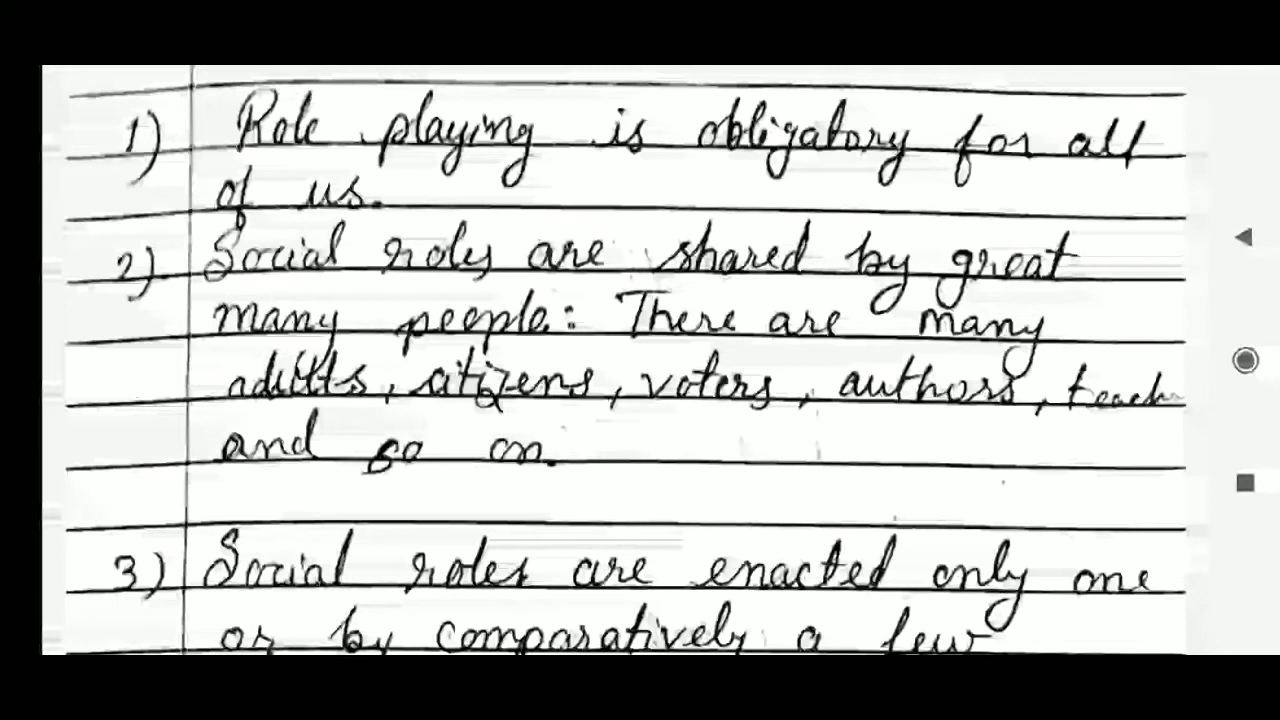 1) Role playing is obligatory for all
of us.
2) Social roles are shared by great
many people: There are many
adults, citizens, voters, authors, teach
and so on.
3) Social roles are enacted only one
or by comparatively a few